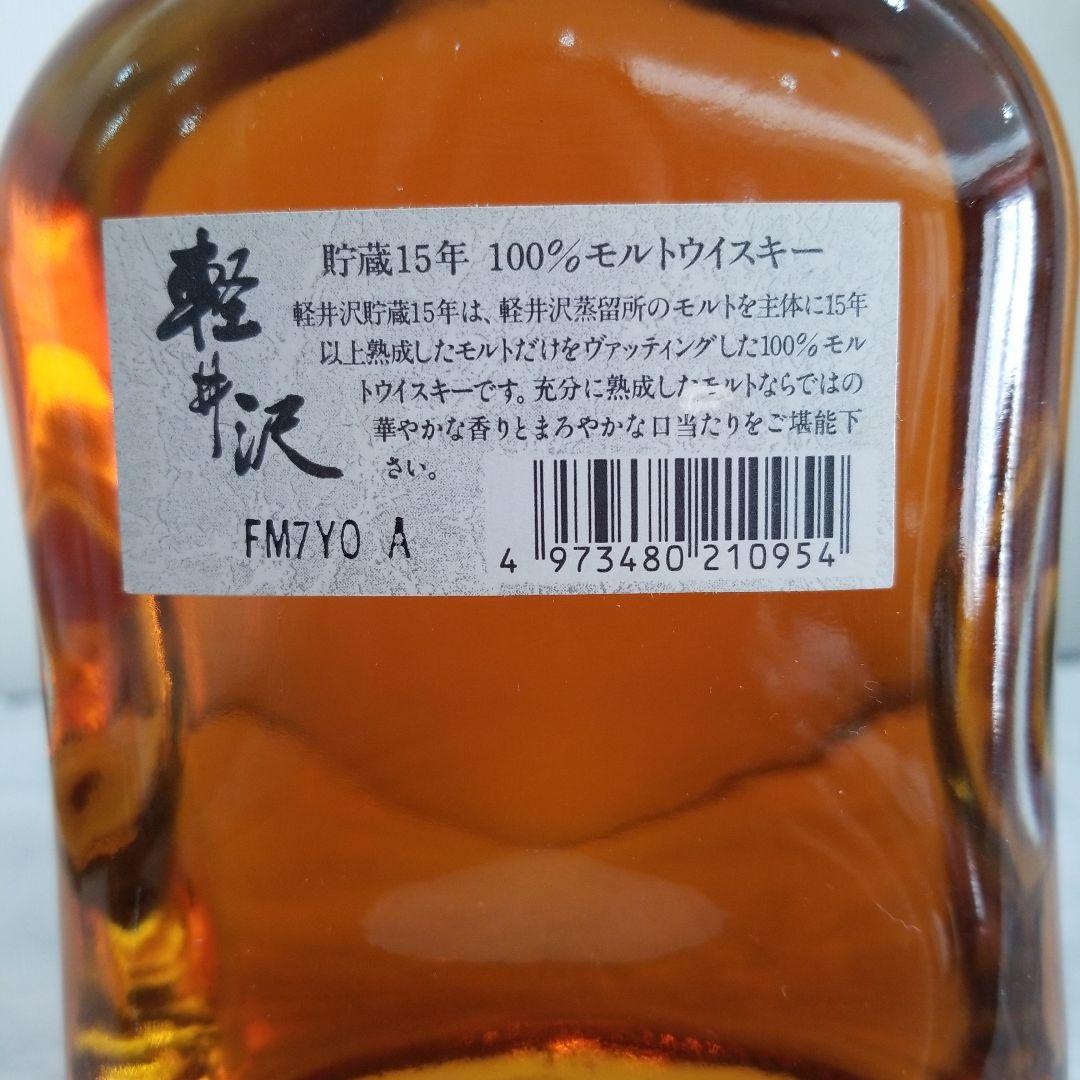 軽井沢
貯蔵15年 100%モルトウイスキー
軽井沢貯蔵15年は、軽井沢蒸留所のモルトを主体に15年
以上熟成したモルトだけをヴァッティングした100%モル
トウイスキーです。充分に熟成したモルトならではの
華やかな香りとまろやかな口当たりをご堪能下
さい。
FM7Y0 A
4 973480 210954